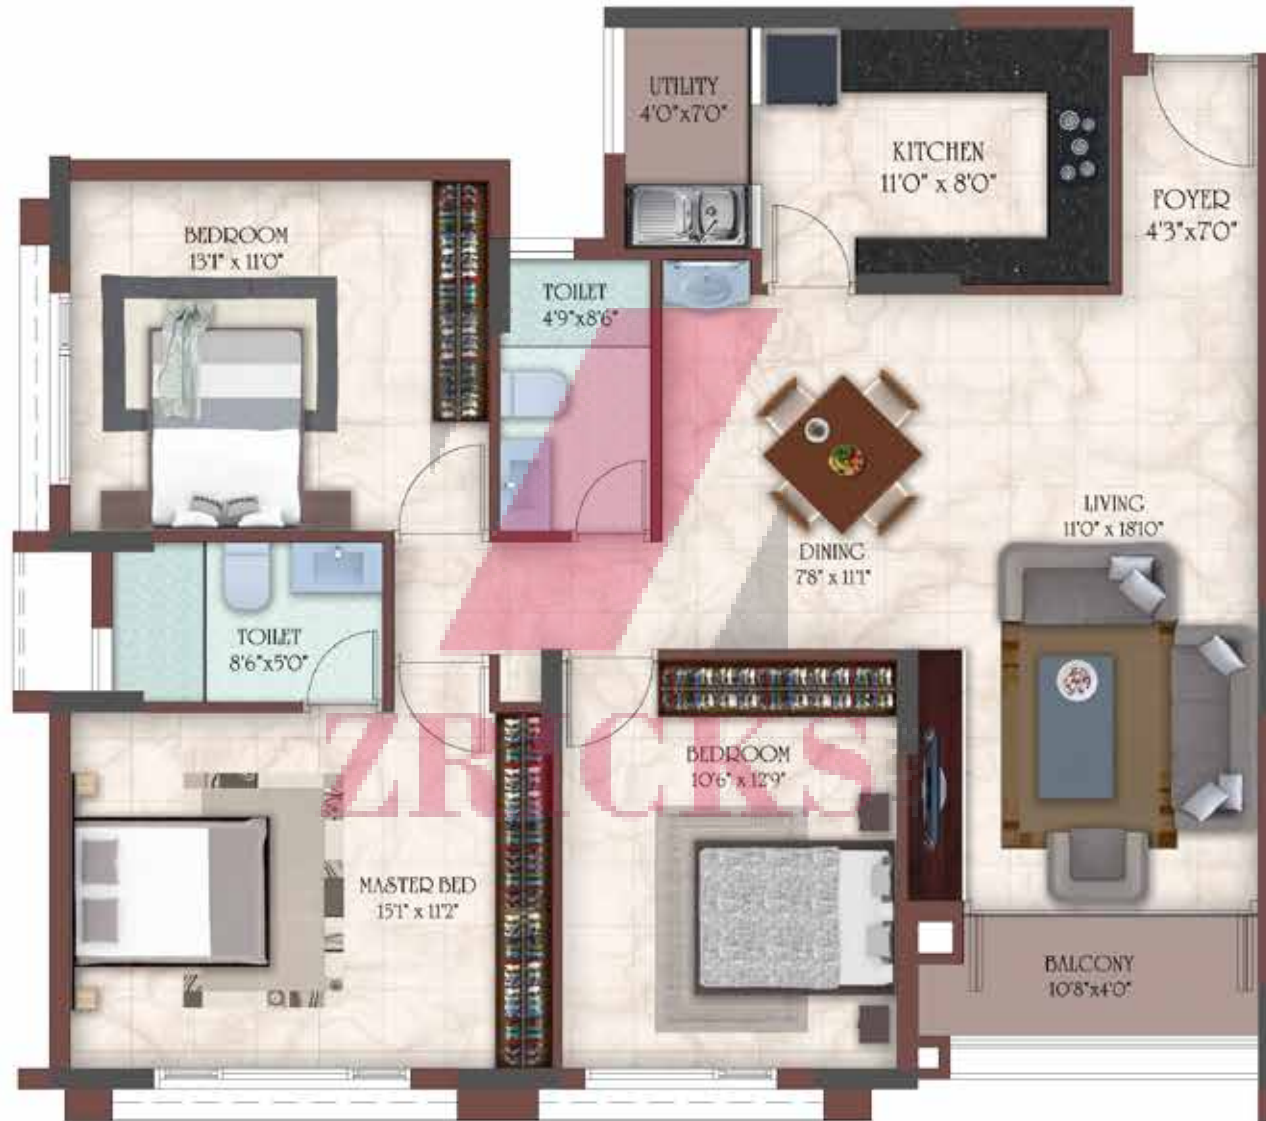 UTILITY
4'0"x7'0"
KITCHEN
11'0" x 8'0"
FOYER
4'3"x7'0"
BEDROOM
13'1" x 11'0"
TOILET
4'9"x8'6"
LIVING
11'0" x 18'10"
DINING
7'8" x 11'1"
TOILET
8'6"x5'0"
BEDROOM
10'6" x 12'9"
ZRICKS
MASTER BED
15'1" x 11'2"
BALCONY
10'8"x4'0"